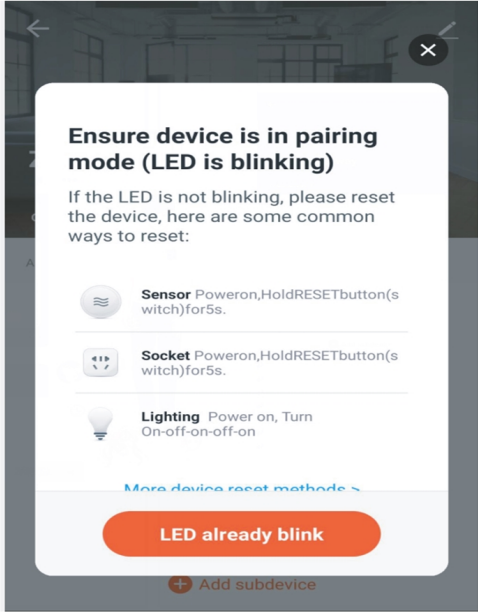 Ensure device is in pairing
mode (LED is blinking)
If the LED is not blinking, please reset
the device, here are some common
ways to reset:
Sensor Poweron,HoldRESETbutton(s
witch)for5s.
Socket Poweron,HoldRESETbutton(s
witch)for5s.
Lighting Power on, Turn
On-off-on-off-on
More device reset methods >
LED already blink
Add subdevice